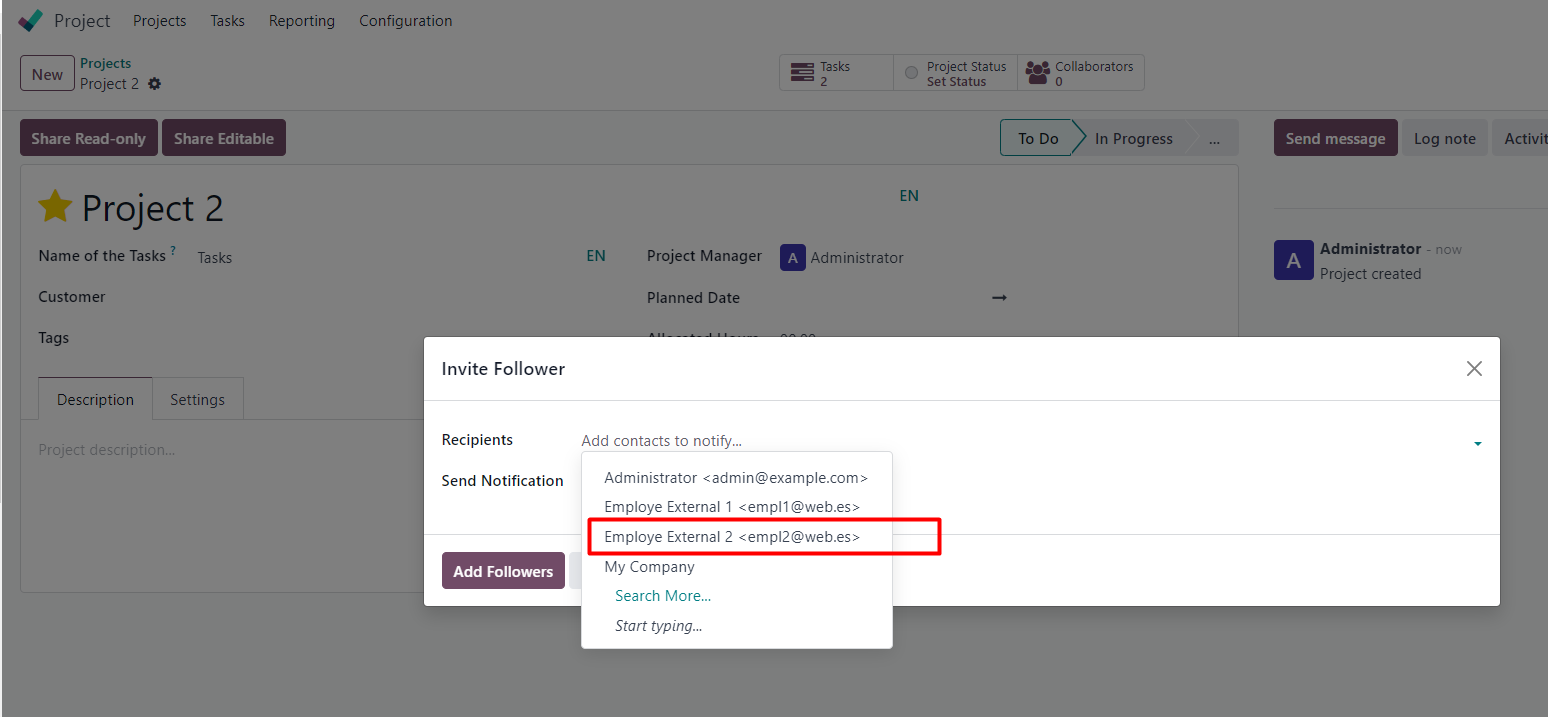 Project Projects Tasks Reporting Configuration
New
Projects
Project 2
Tasks
2
Project Status
Set Status
Collaborators
0
Share Read-only Share Editable
To Do In Progress ...
Send message Log note Activit
Project 2
EN
Name of the Tasks ? Tasks EN
Project Manager A Administrator
Customer
Planned Date
Tags
Allocated Hours 00:00
Description Settings
Project description...
A
Administrator - now
Project created
Invite Follower
Recipients Add contacts to notify...
Send Notification
Administrator <admin@example.com>
Employe External 1 <empl1@web.es>
Employe External 2 <empl2@web.es>
My Company
Search More...
Start typing...
Add Followers